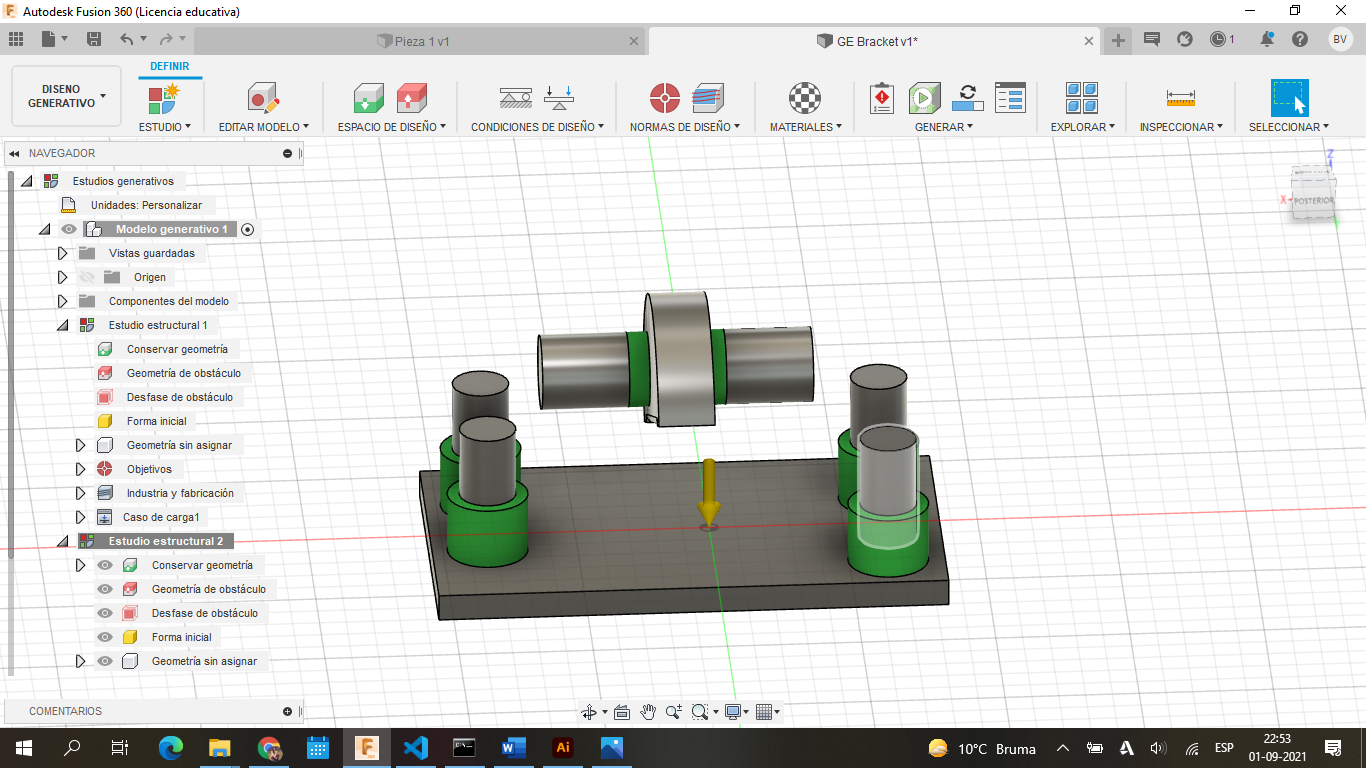 Autodesk Fusion 360 (Licencia educativa)
Pieza 1 v1
GE Bracket v1*
1
BV
DEFINIR
DISEÑO GENERATIVO
ESTUDIO
EDITAR MODELO
ESPACIO DE DISEÑO
CONDICIONES DE DISEÑO
NORMAS DE DISEÑO
MATERIALES
GENERAR
EXPLORAR
INSPECCIONAR
SELECCIONAR
NAVEGADOR
Estudios generativos
Unidades: Personalizar
Modelo generativo 1
Vistas guardadas
Origen
Componentes del modelo
Estudio estructural 1
Conservar geometría
Geometría de obstáculo
Desfase de obstáculo
Forma inicial
Geometría sin asignar
Objetivos
Industria y fabricación
Caso de carga1
Estudio estructural 2
Conservar geometría
Geometría de obstáculo
Desfase de obstáculo
Forma inicial
Geometría sin asignar
Z
X
POSTERIOR
COMENTARIOS
10°C Bruma
ESP
22:53
01-09-2021